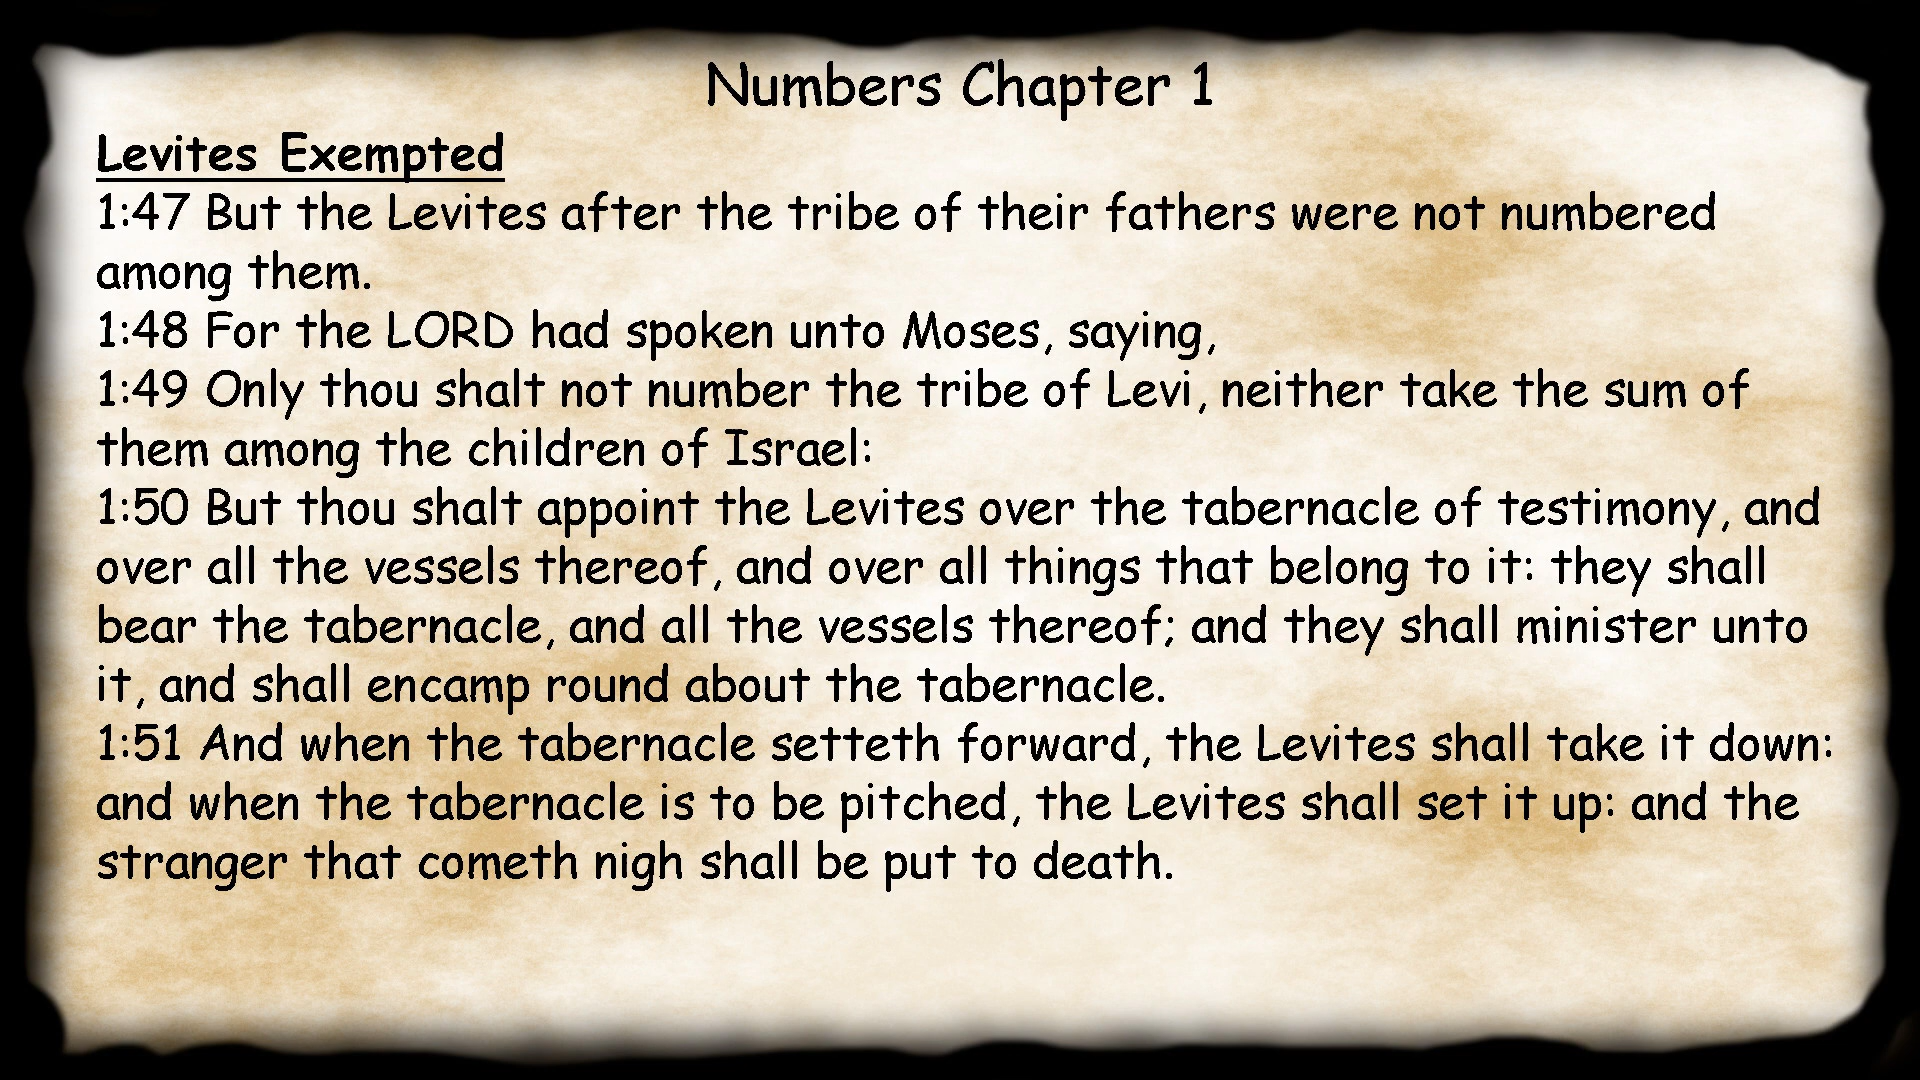 Numbers Chapter 1
Levites Exempted
1:47 But the Levites after the tribe of their fathers were not numbered
among them.
1:48 For the LORD had spoken unto Moses, saying,
1:49 Only thou shalt not number the tribe of Levi, neither take the sum of
them among the children of Israel:
1:50 But thou shalt appoint the Levites over the tabernacle of testimony, and
over all the vessels thereof, and over all things that belong to it: they shall
bear the tabernacle, and all the vessels thereof; and they shall minister unto
it, and shall encamp round about the tabernacle.
1:51 And when the tabernacle setteth forward, the Levites shall take it down:
and when the tabernacle is to be pitched, the Levites shall set it up: and the
stranger that cometh nigh shall be put to death.